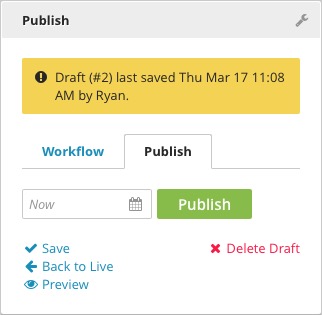 Publish
Draft (#2) last saved Thu Mar 17 11:08
AM by Ryan.
Workflow Publish
Now Publish
Save Delete Draft
Back to Live
Preview